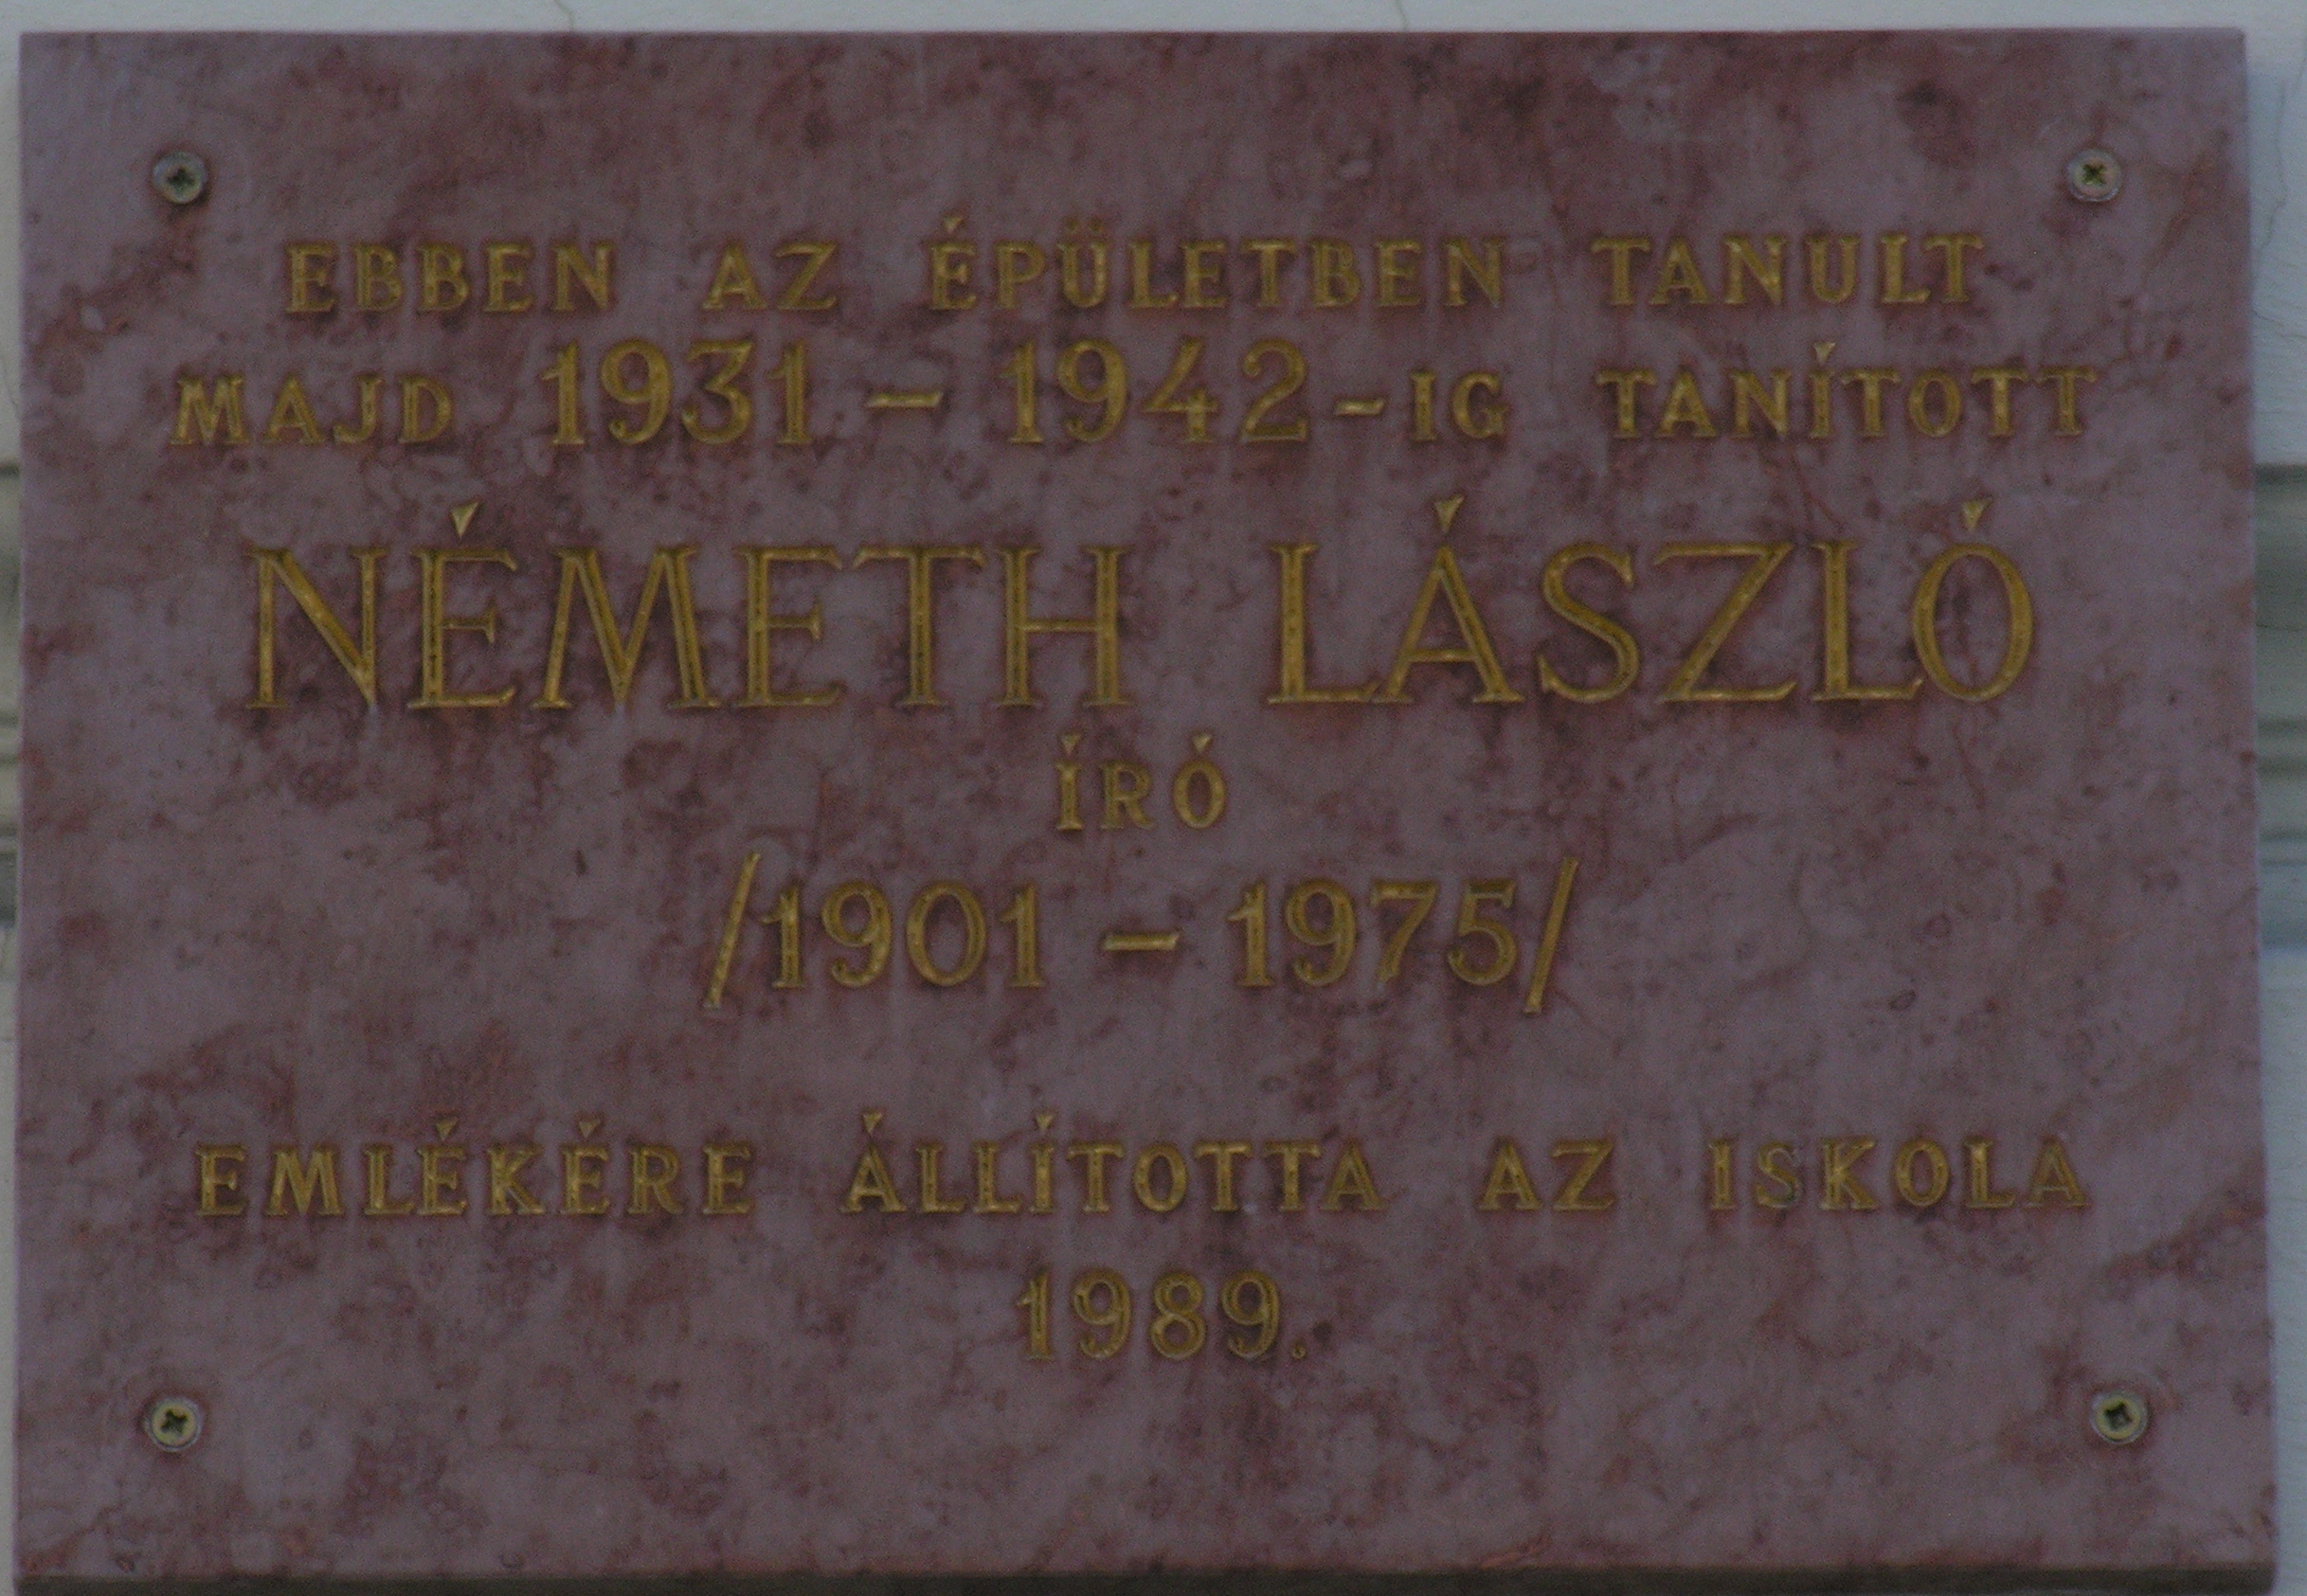 EBBEN AZ ÉPÜLETBEN TANULT
MAJD 1931 – 1942-IG TANÍTOTT
NÉMETH LÁSZLÓ
ÍRÓ
/1901 – 1975/
EMLÉKÉRE ÁLLÍTOTTA AZ ISKOLA
1989.